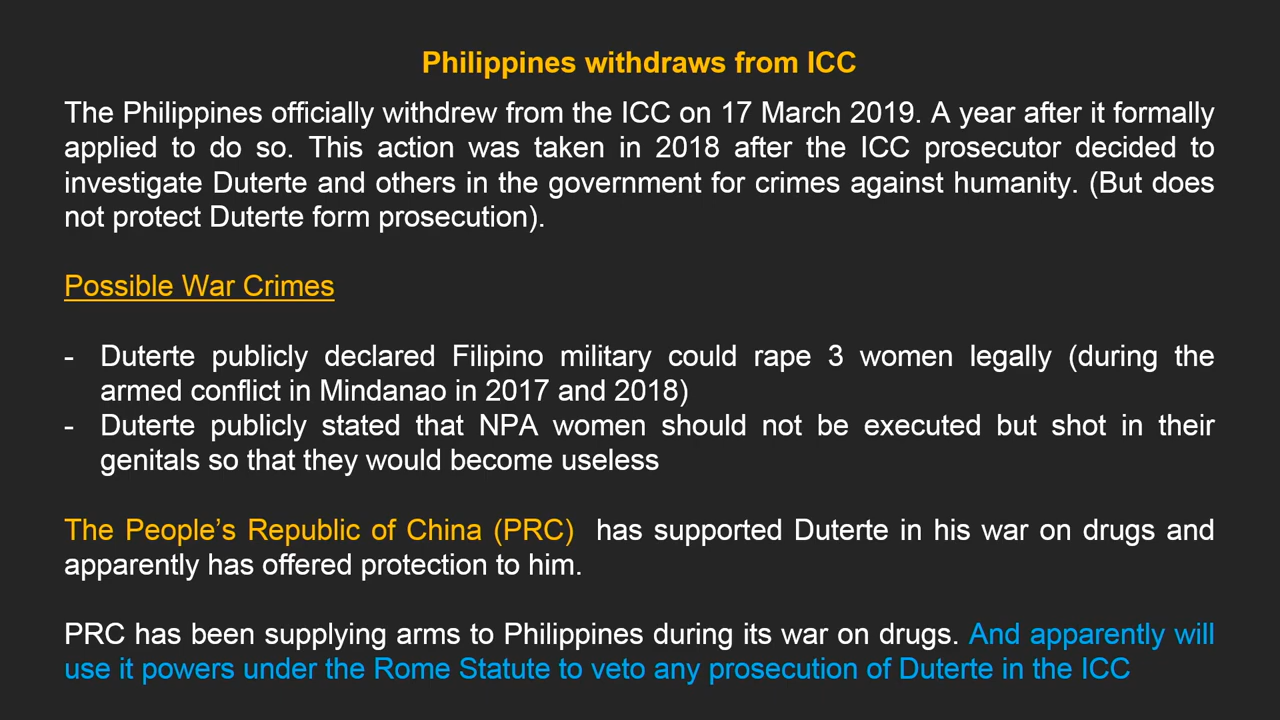 Philippines withdraws from ICC
The Philippines officially withdrew from the ICC on 17 March 2019. A year after it formally
applied to do so. This action was taken in 2018 after the ICC prosecutor decided to
investigate Duterte and others in the government for crimes against humanity. (But does
not protect Duterte form prosecution).
Possible War Crimes
- Duterte publicly declared Filipino military could rape 3 women legally (during the
armed conflict in Mindanao in 2017 and 2018)
- Duterte publicly stated that NPA women should not be executed but shot in their
genitals so that they would become useless
The People's Republic of China (PRC) has supported Duterte in his war on drugs and
apparently has offered protection to him.
PRC has been supplying arms to Philippines during its war on drugs. And apparently will
use it powers under the Rome Statute to veto any prosecution of Duterte in the ICC